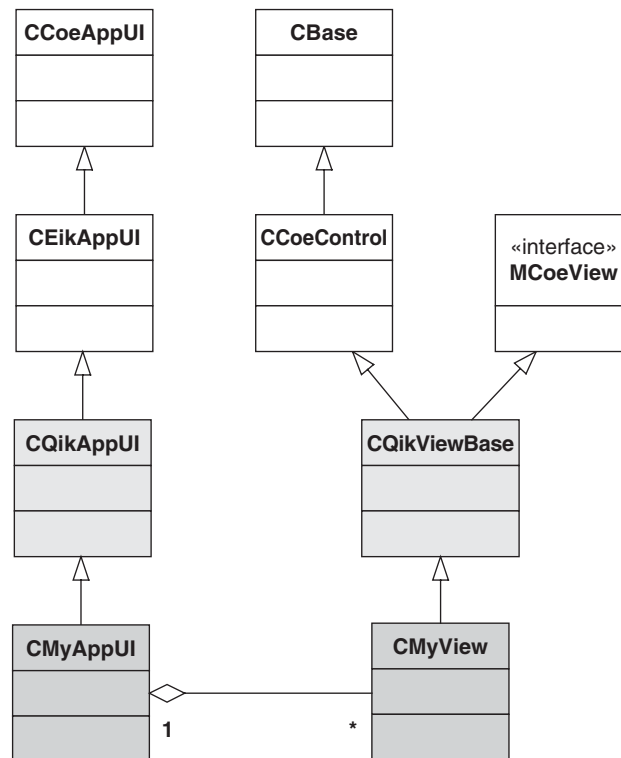 CCoeAppUI
CBase
CEikAppUI
CCoeControl
«interface»
MCoeView
CQikAppUI
CQikViewBase
CMyAppUI
CMyView
1
*